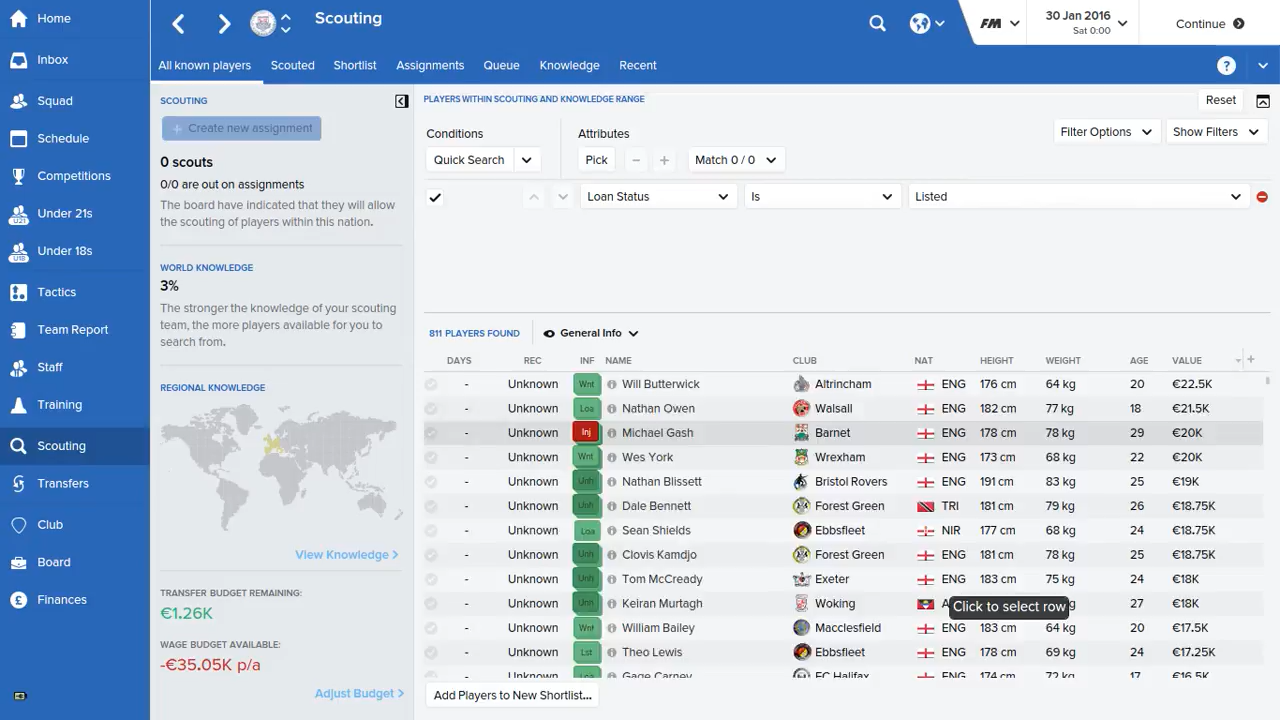 Home
Inbox
Squad
Schedule
Competitions
Under 21s
Under 18s
Tactics
Team Report
Staff
Training
Scouting
Transfers
Club
Board
Finances
Scouting
FM
30 Jan 2016
Sat 0:00
Continue
All known players
Scouted
Shortlist
Assignments
Queue
Knowledge
Recent
SCOUTING
Create new assignment
0 scouts
0/0 are out on assignments
The board have indicated that they will allow
the scouting of players within this nation.
WORLD KNOWLEDGE
3%
The stronger the knowledge of your scouting
team, the more players available for you to
search from.
REGIONAL KNOWLEDGE
View Knowledge >
TRANSFER BUDGET REMAINING:
€1.26K
WAGE BUDGET AVAILABLE:
-€35.05K p/a
Adjust Budget >
PLAYERS WITHIN SCOUTING AND KNOWLEDGE RANGE
Reset
Conditions
Attributes
Filter Options
Show Filters
Quick Search
Pick
Match 0 / 0
Loan Status
Is
Listed
811 PLAYERS FOUND
General Info
DAYS REC INF NAME CLUB NAT HEIGHT WEIGHT AGE VALUE
- Unknown Wnt Will Butterwick Altrincham ENG 176 cm 64 kg 20 €22.5K
- Unknown Loa Nathan Owen Walsall ENG 182 cm 77 kg 18 €21.5K
- Unknown Inj Michael Gash Barnet ENG 178 cm 78 kg 29 €20K
- Unknown Wnt Wes York Wrexham ENG 173 cm 68 kg 22 €20K
- Unknown Unh Nathan Blissett Bristol Rovers ENG 191 cm 83 kg 25 €19K
- Unknown Unh Dale Bennett Forest Green TRI 181 cm 79 kg 26 €18.75K
- Unknown Loa Sean Shields Ebbsfleet NIR 177 cm 68 kg 24 €18.75K
- Unknown Unh Clovis Kamdjo Forest Green ENG 181 cm 78 kg 25 €18.75K
- Unknown Unh Tom McCready Exeter ENG 183 cm 75 kg 24 €18K
- Unknown Unh Keiran Murtagh Woking 27 €18K
Click to select row
- Unknown Wnt William Bailey Macclesfield ENG 183 cm 64 kg 20 €17.5K
- Unknown Lst Theo Lewis Ebbsfleet ENG 178 cm 69 kg 24 €17.25K
- Unknown Loa Gage Carney FC Halifax ENG 174 cm 72 kg 17 €16.5K
Add Players to New Shortlist...